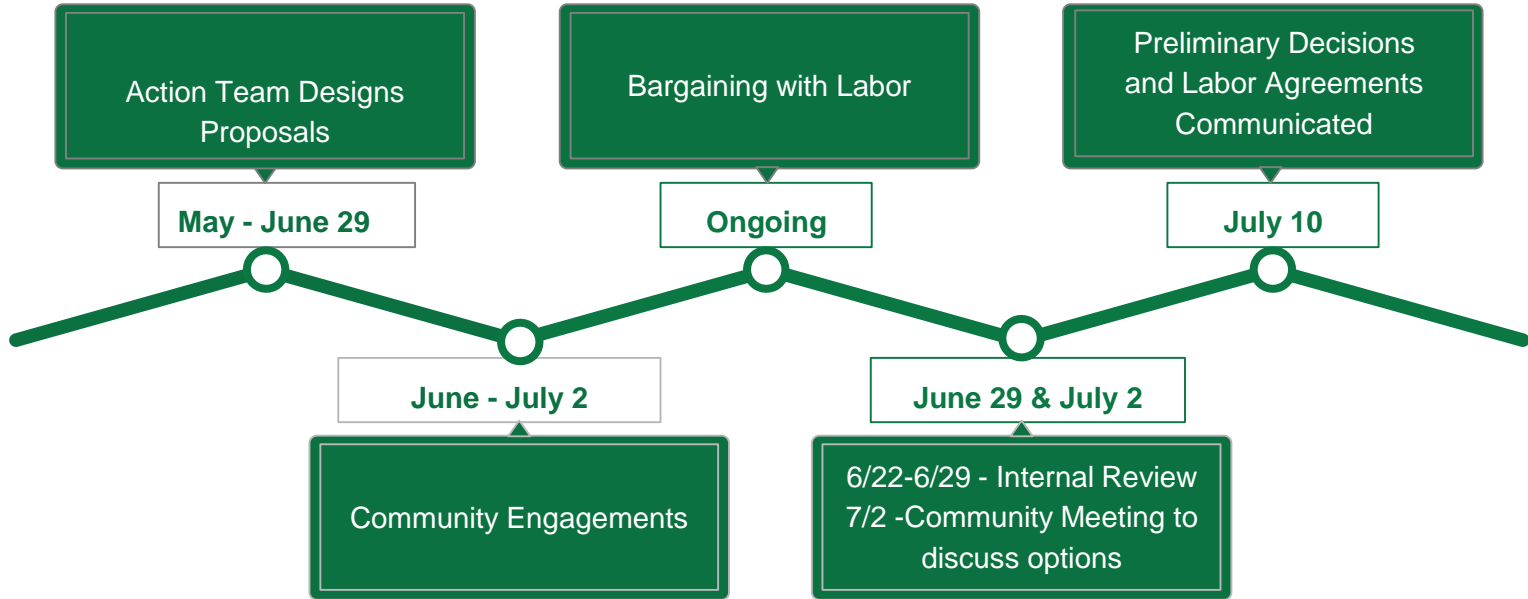 Action Team Designs
Proposals
May - June 29
Bargaining with Labor
Ongoing
Preliminary Decisions
and Labor Agreements
Communicated
July 10
June - July 2
Community Engagements
June 29 & July 2
6/22-6/29 - Internal Review
7/2 -Community Meeting to
discuss options